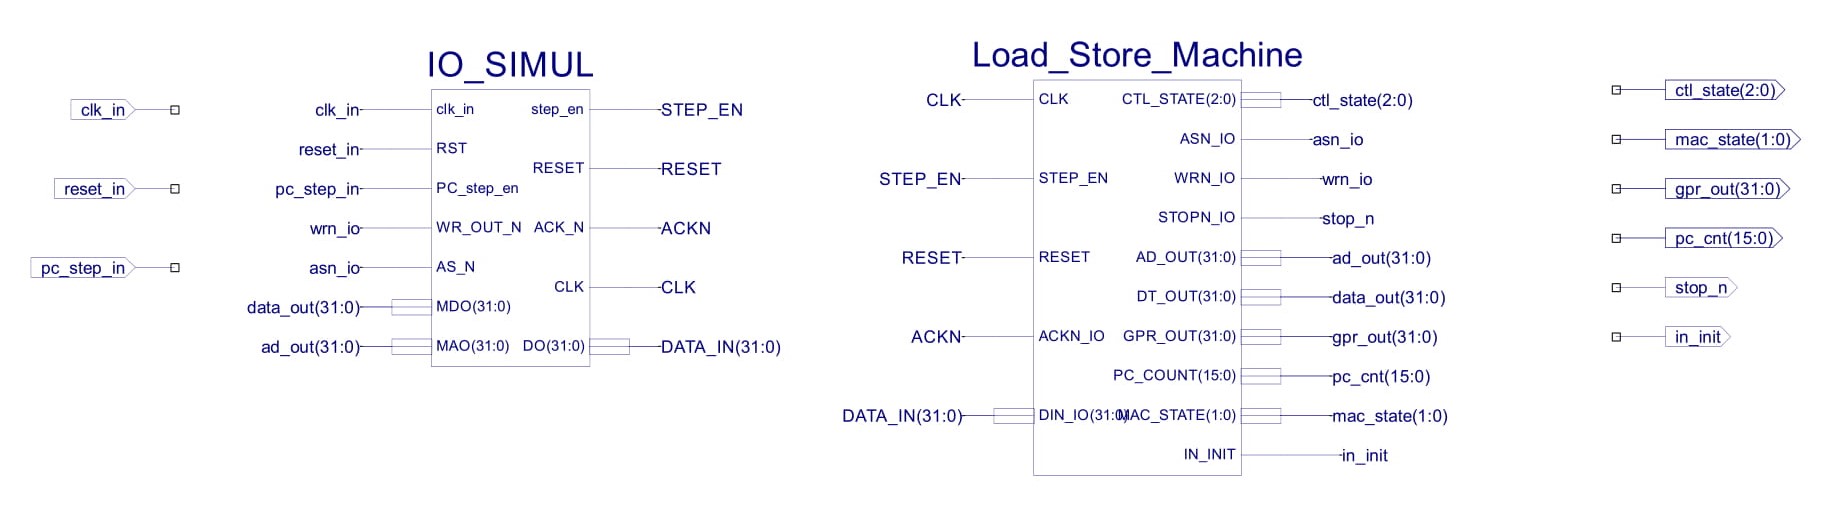 IO_SIMUL
Load_Store_Machine
clk_in
reset_in
pc_step_in
clk_in
reset_in
pc_step_in
wrn_io
asn_io
data_out(31:0)
ad_out(31:0)
clk_in
RST
PC_step_en
WR_OUT_N
AS_N
MDO(31:0)
MAO(31:0)
step_en
RESET
ACK_N
CLK
DO(31:0)
STEP_EN
RESET
ACKN
CLK
DATA_IN(31:0)
CLK
STEP_EN
RESET
ACKN
DATA_IN(31:0)
CLK
STEP_EN
RESET
ACKN_IO
DIN_IO(31:0)
CTL_STATE(2:0)
ASN_IO
WRN_IO
STOPN_IO
AD_OUT(31:0)
DT_OUT(31:0)
GPR_OUT(31:0)
PC_COUNT(15:0)
MAC_STATE(1:0)
IN_INIT
ctl_state(2:0)
asn_io
wrn_io
stop_n
ad_out(31:0)
data_out(31:0)
gpr_out(31:0)
pc_cnt(15:0)
mac_state(1:0)
in_init
ctl_state(2:0)
mac_state(1:0)
gpr_out(31:0)
pc_cnt(15:0)
stop_n
in_init